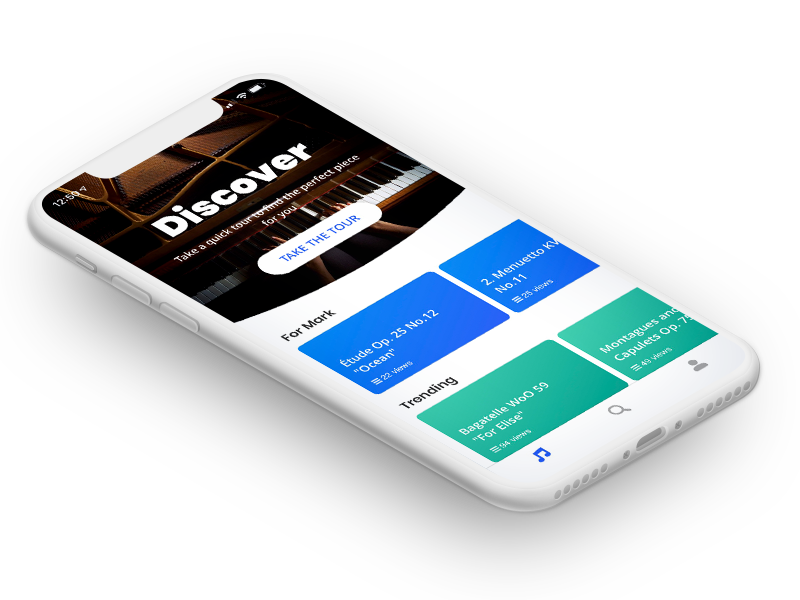 12:50
Discover
Take a quick tour to find the perfect piece
for you
TAKE THE TOUR
For Mark
Étude Op. 25 No.12
"Ocean"
22 views
2. Menuetto KV
No.11
25 views
Trending
Bagatelle WoO 59
"For Elise"
94 views
Montagues and
Capulets Op. 75
49 views